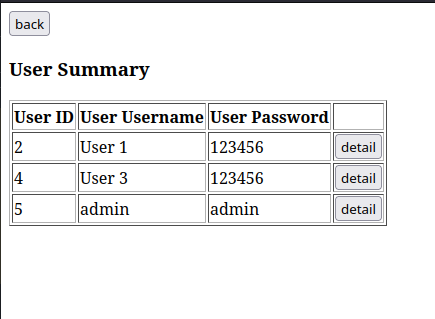 back
User Summary
User ID User Username User Password
2 User 1 123456 detail
4 User 3 123456 detail
5 admin admin detail